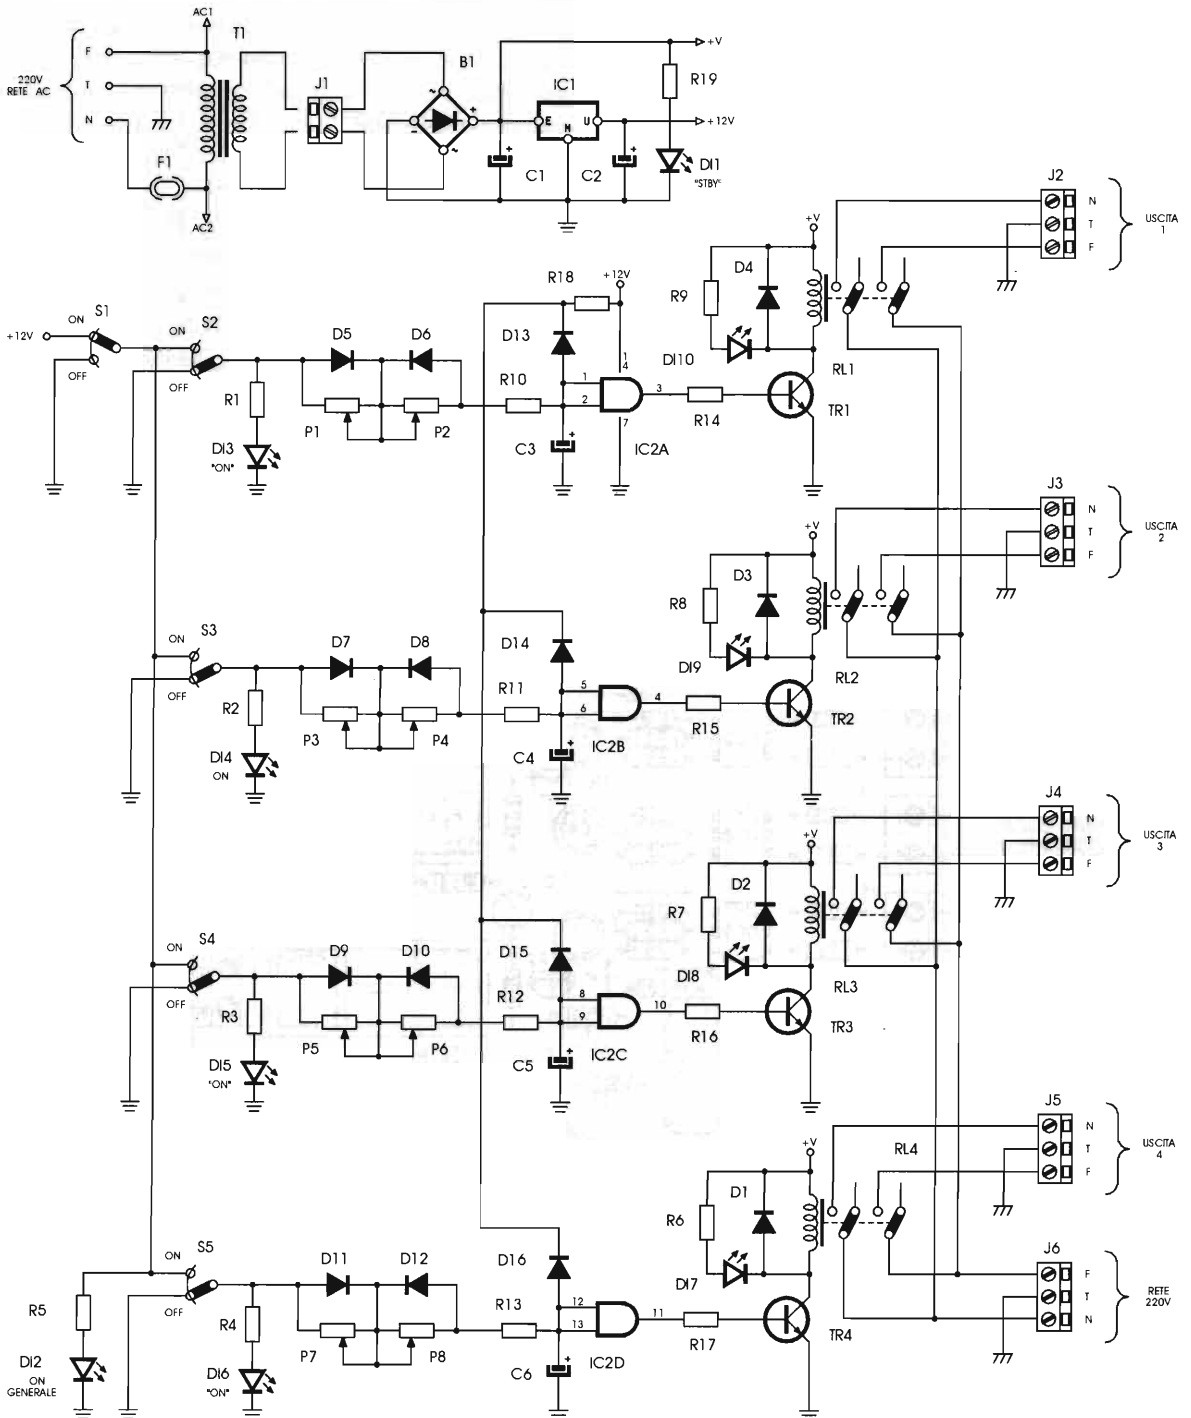 AC1
T1
F
220V
RETE AC
T
N
F1
AC2
J1
B1
~
+
-
~
IC1
E
M
U
+
C1
+
C2
+V
R19
+12V
DI1
"STBY"
J2
N
T
F
USCITA
1
+V
D4
R9
DI10
RL1
TR1
R18
+12V
D13
1
4
R10
1
2
3
7
+
C3
IC2A
R14
S1
ON
+12V
OFF
S2
ON
OFF
R1
DI3
"ON"
D5
D6
P1
P2
J3
N
T
F
USCITA
2
+V
D3
R8
DI9
RL2
TR2
S3
ON
OFF
R2
DI4
ON
D7
D8
P3
P4
D14
R11
5
6
4
+
C4
IC2B
R15
J4
N
T
F
USCITA
3
+V
D2
R7
DI8
RL3
TR3
S4
ON
OFF
R3
DI5
"ON"
D9
D10
P5
P6
D15
R12
8
9
10
+
C5
IC2C
R16
J5
N
T
F
USCITA
4
+V
D1
RL4
R6
DI7
TR4
S5
ON
OFF
R5
DI2
ON
GENERALE
R4
DI6
"ON"
D11
D12
P7
P8
D16
R13
12
13
11
+
C6
IC2D
R17
J6
F
T
N
RETE
220V